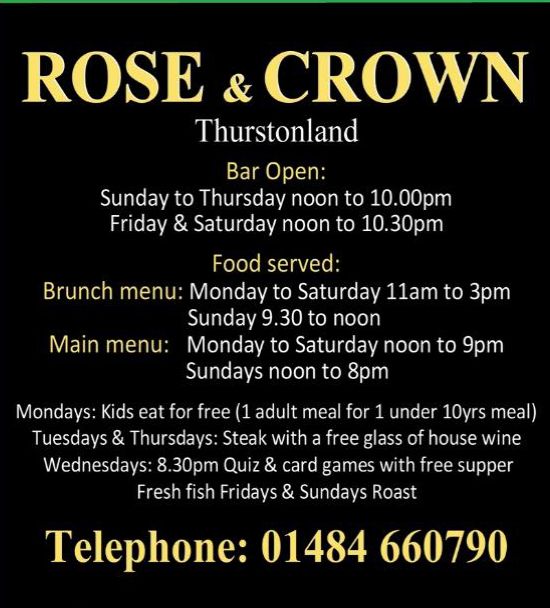 ROSE & CROWN
Thurstonland
Bar Open:
Sunday to Thursday noon to 10.00pm
Friday & Saturday noon to 10.30pm
Food served:
Brunch menu: Monday to Saturday 11am to 3pm
Sunday 9.30 to noon
Main menu: Monday to Saturday noon to 9pm
Sundays noon to 8pm
Mondays: Kids eat for free (1 adult meal for 1 under 10yrs meal)
Tuesdays & Thursdays: Steak with a free glass of house wine
Wednesdays: 8.30pm Quiz & card games with free supper
Fresh fish Fridays & Sundays Roast
Telephone: 01484 660790